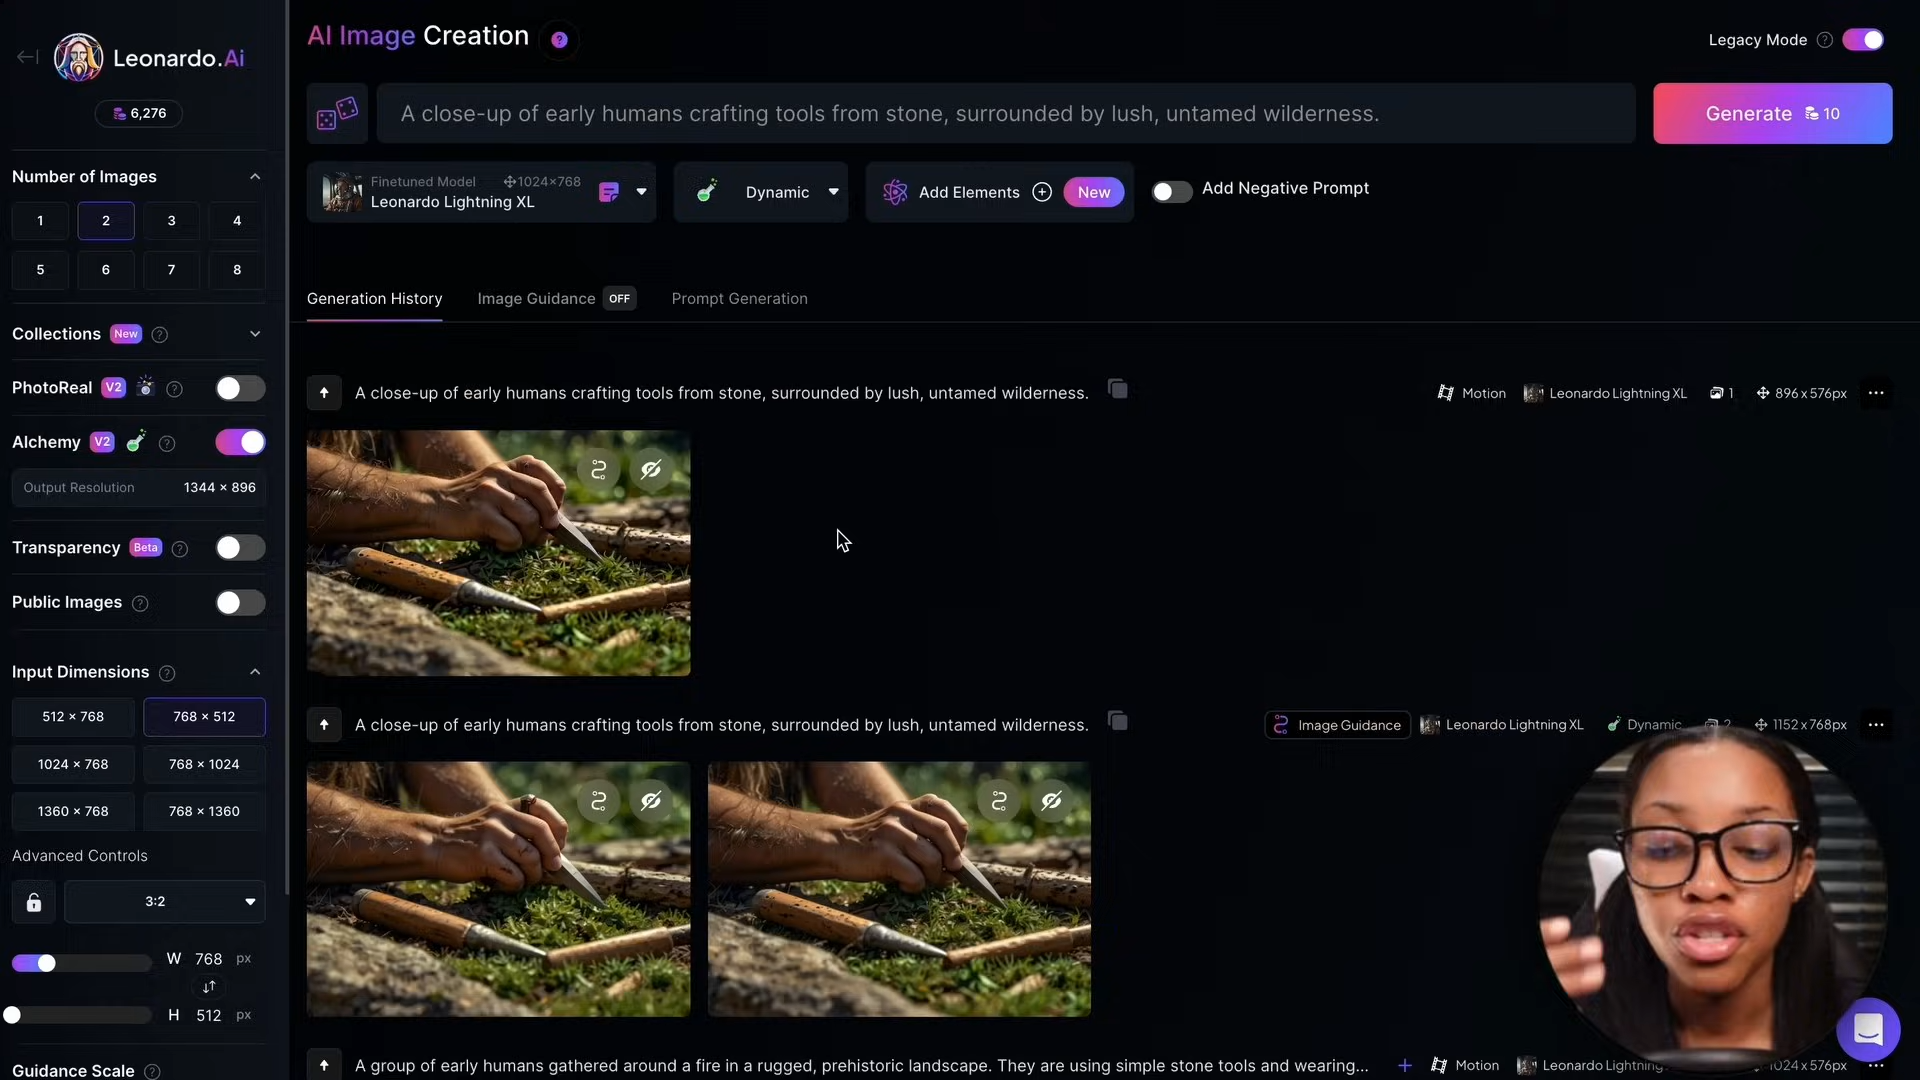 Leonardo.Ai
6,276
Number of Images
1 2 3 4
5 6 7 8
Collections New ?
PhotoReal V2 ?
Alchemy V2 ?
Output Resolution 1344 × 896
Transparency Beta ?
Public Images ?
Input Dimensions ?
512 × 768 768 × 512
1024 × 768 768 × 1024
1360 × 768 768 × 1360
Advanced Controls
3:2
W 768 px
H 512 px
Guidance Scale ?
AI Image Creation ?
Legacy Mode ?
A close-up of early humans crafting tools from stone, surrounded by lush, untamed wilderness.
Generate 10
Finetuned Model 1024×768
Leonardo Lightning XL
Dynamic
Add Elements New
Add Negative Prompt
Generation History Image Guidance OFF Prompt Generation
A close-up of early humans crafting tools from stone, surrounded by lush, untamed wilderness.
Motion Leonardo Lightning XL 1 896 x 576px
A close-up of early humans crafting tools from stone, surrounded by lush, untamed wilderness.
Image Guidance Leonardo Lightning XL Dynamic 2 1152 x 768px
A group of early humans gathered around a fire in a rugged, prehistoric landscape. They are using simple stone tools and wearing...
Motion Leonardo Lightning 1024 x 576px